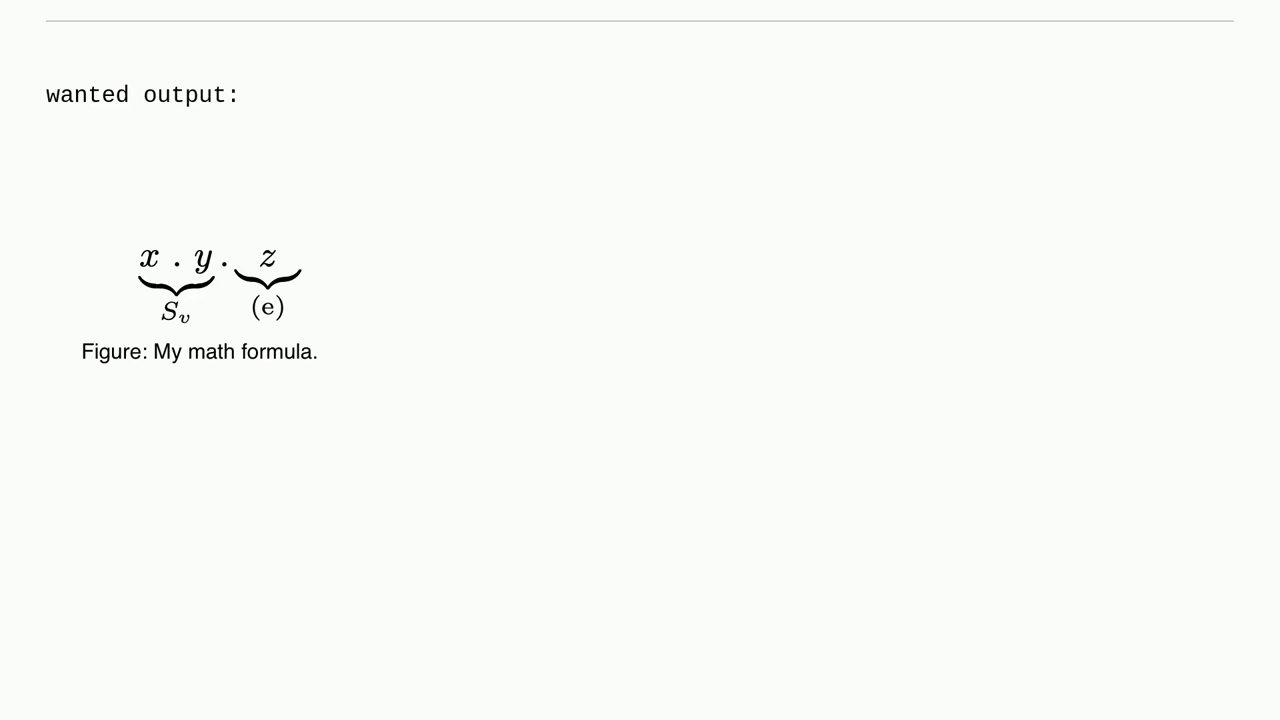 wanted output:
x . y . z
S_v (e)
Figure: My math formula.